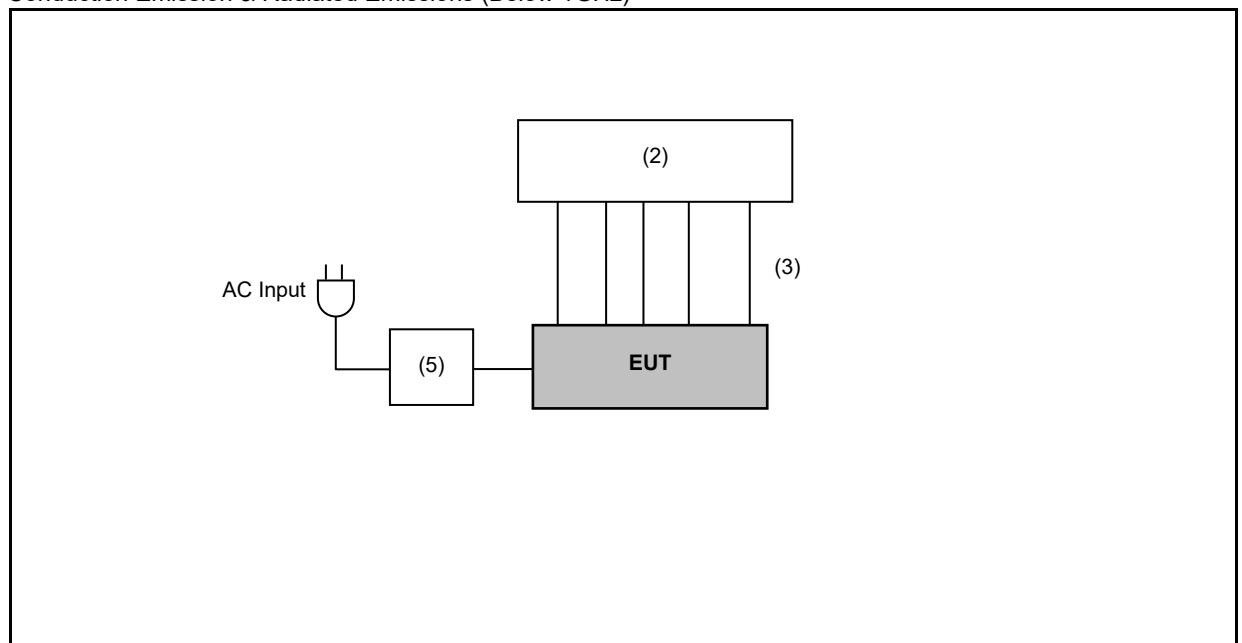 Conduction Emission & Radiated Emissions (Below 1GHz)
(2)
(3)
AC Input
(5)
EUT